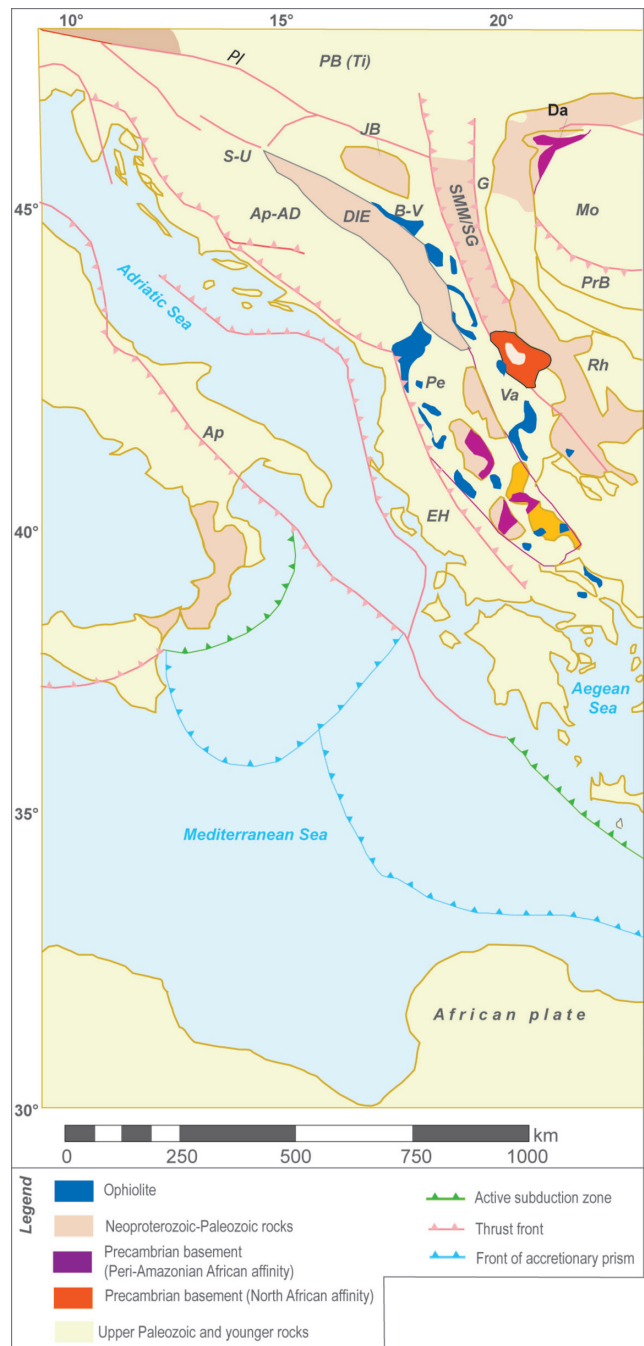 10° 15° 20°
PI
PB (Ti)
Da
JB
S-U
G
SMM/SG
Mo
45°
Ap-AD
DIE
B-V
PrB
Adriatic Sea
Rh
Pe
Va
Ap
EH
40°
Aegean
Sea
35°
Mediterranean Sea
African plate
30°
km
0 250 500 750 1000
Legend
Ophiolite
Neoproterozoic-Paleozoic rocks
Precambrian basement
(Peri-Amazonian African affinity)
Precambrian basement (North African affinity)
Upper Paleozoic and younger rocks
Active subduction zone
Thrust front
Front of accretionary prism